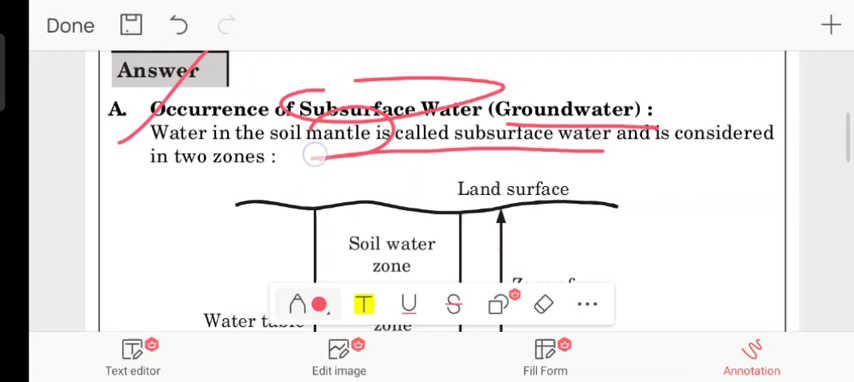 Done
Answer
A. Occurrence of Subsurface Water (Groundwater) :
Water in the soil mantle is called subsurface water and is considered
in two zones :
Land surface
Soil water
zone
Water
zone
T U S
Text editor
Edit image
Fill Form
Annotation